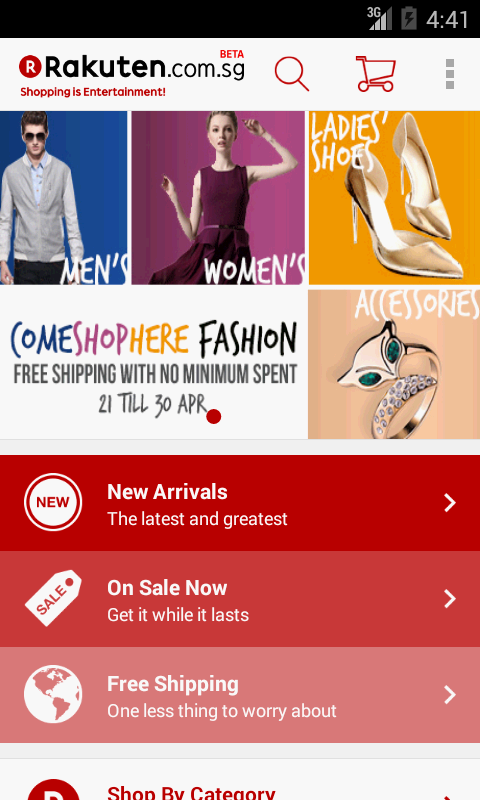 3G
4:41
BETA
R Rakuten.com.sg
Shopping is Entertainment!
MEN'S
WOMEN'S
LADIES'
SHOES
ACCESSORIES
COMESHOPHERE FASHION
FREE SHIPPING WITH NO MINIMUM SPENT
21 TILL 30 APR
NEW
New Arrivals
The latest and greatest
SALE
On Sale Now
Get it while it lasts
Free Shipping
One less thing to worry about
R
Shop By Category